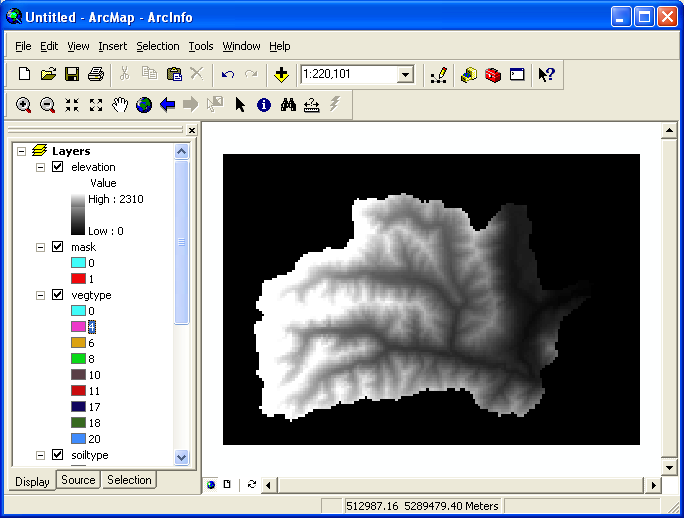 Untitled - ArcMap - ArcInfo
File Edit View Insert Selection Tools Window Help
1:220,101
Layers
elevation
Value
High : 2310
Low : 0
mask
0
1
vegtype
0
4
6
8
10
11
17
18
20
soiltype
Display Source Selection
512987.16 5289479.40 Meters